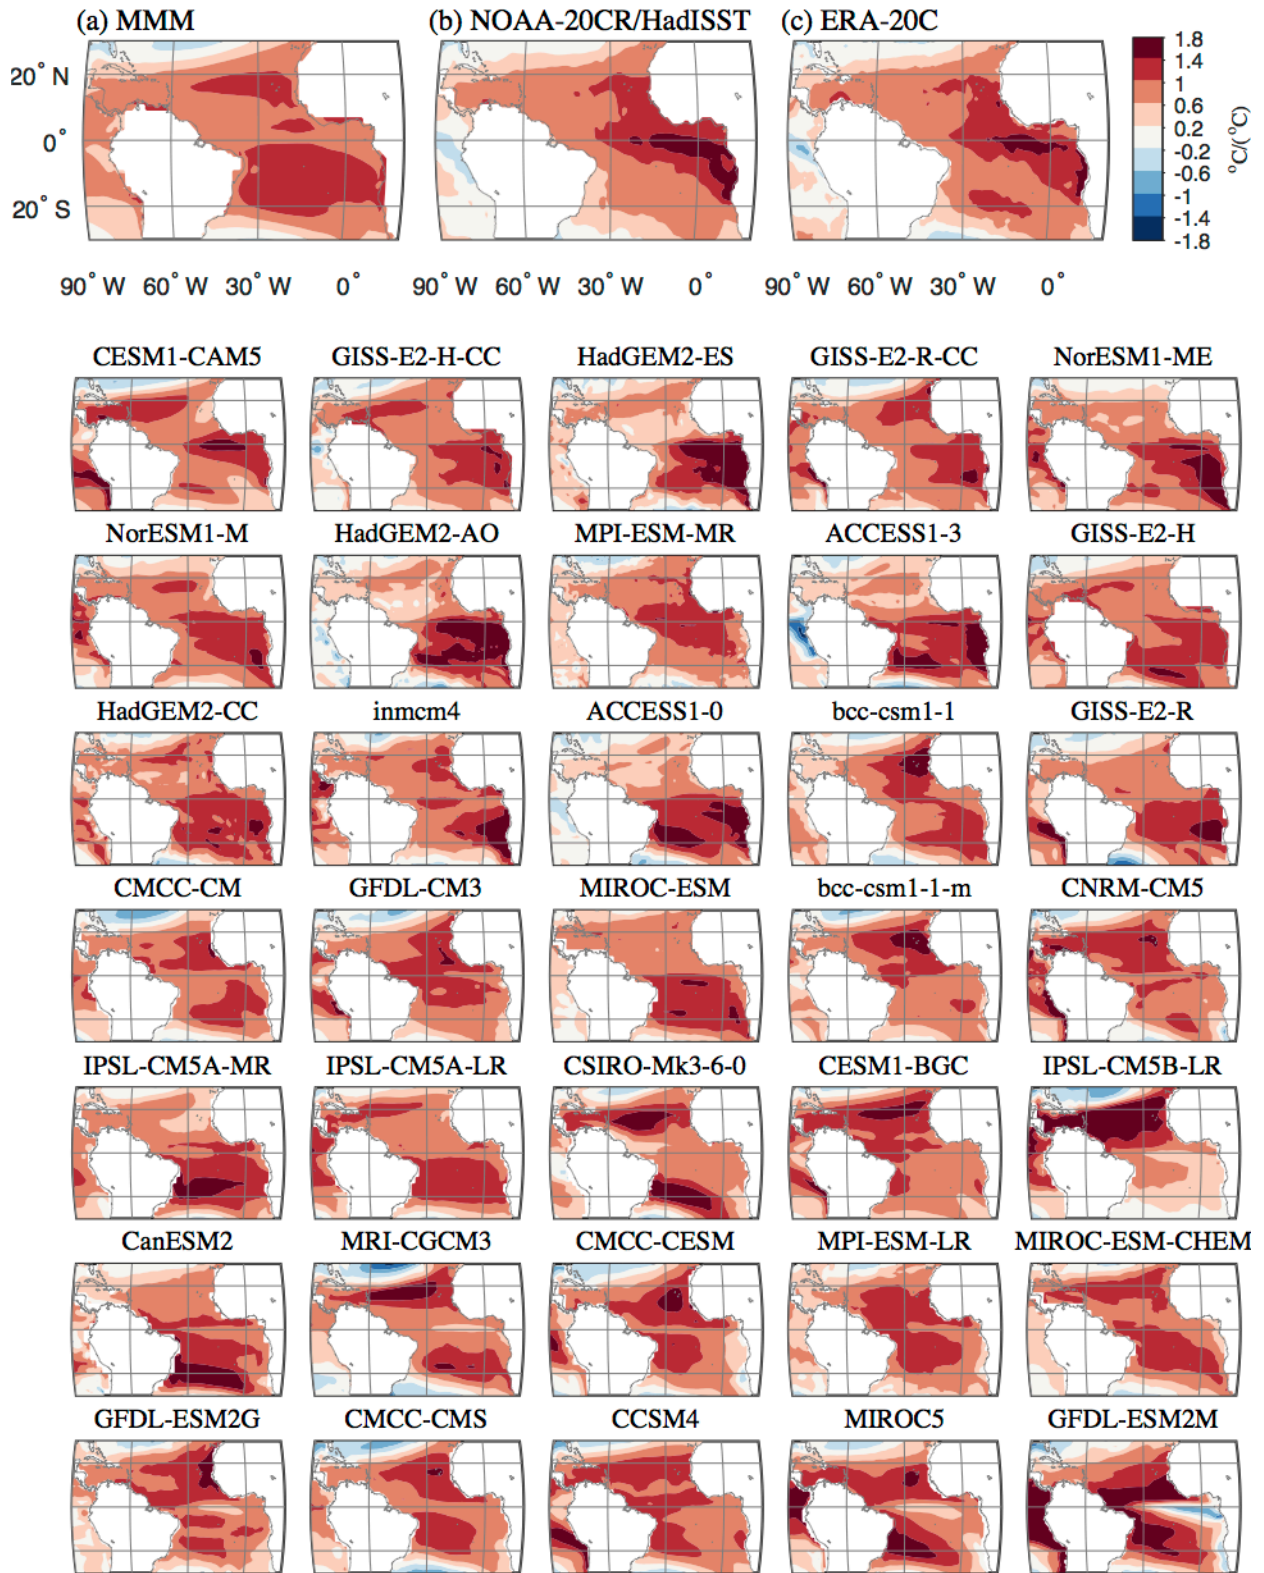 (a) MMM
(b) NOAA-20CR/HadISST
(c) ERA-20C
20° N
0°
20° S
90° W 60° W 30° W 0°
90° W 60° W 30° W 0°
90° W 60° W 30° W 0°
1.8
1.4
1
0.6
0.2
-0.2
-0.6
-1
-1.4
-1.8
°C/(°C)
CESM1-CAM5 GISS-E2-H-CC HadGEM2-ES GISS-E2-R-CC NorESM1-ME
NorESM1-M HadGEM2-AO MPI-ESM-MR ACCESS1-3 GISS-E2-H
HadGEM2-CC inmcm4 ACCESS1-0 bcc-csm1-1 GISS-E2-R
CMCC-CM GFDL-CM3 MIROC-ESM bcc-csm1-1-m CNRM-CM5
IPSL-CM5A-MR IPSL-CM5A-LR CSIRO-Mk3-6-0 CESM1-BGC IPSL-CM5B-LR
CanESM2 MRI-CGCM3 CMCC-CESM MPI-ESM-LR MIROC-ESM-CHEM
GFDL-ESM2G CMCC-CMS CCSM4 MIROC5 GFDL-ESM2M